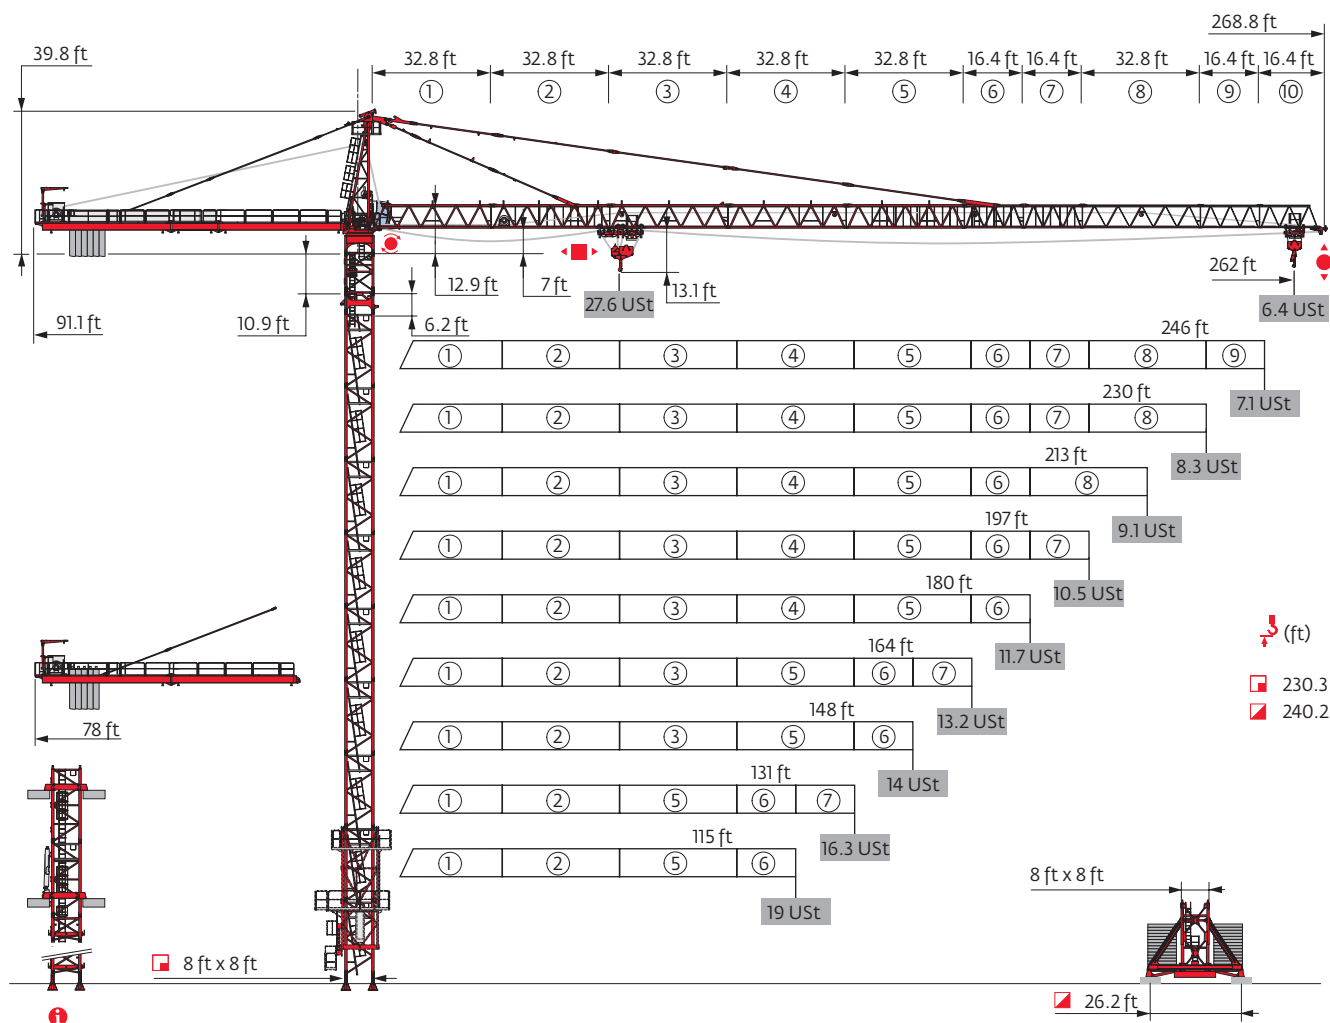 268.8 ft
39.8 ft
32.8 ft 32.8 ft 32.8 ft 32.8 ft 32.8 ft 16.4 ft 16.4 ft 32.8 ft 16.4 ft 16.4 ft
1 2 3 4 5 6 7 8 9 10
12.9 ft 7 ft 13.1 ft 262 ft
27.6 USt 6.4 USt
91.1 ft 10.9 ft 6.2 ft
246 ft
1 2 3 4 5 6 7 8 9
7.1 USt
230 ft
1 2 3 4 5 6 7 8
8.3 USt
213 ft
1 2 3 4 5 6 8
9.1 USt
197 ft
1 2 3 4 5 6 7
10.5 USt
180 ft
1 2 3 4 5 6
11.7 USt
(ft)
230.3
240.2
164 ft
1 2 3 5 6 7
13.2 USt
78 ft
148 ft
1 2 3 5 6
14 USt
131 ft
1 2 5 6 7
16.3 USt
115 ft
1 2 5 6
19 USt
8 ft x 8 ft
8 ft x 8 ft
26.2 ft
i